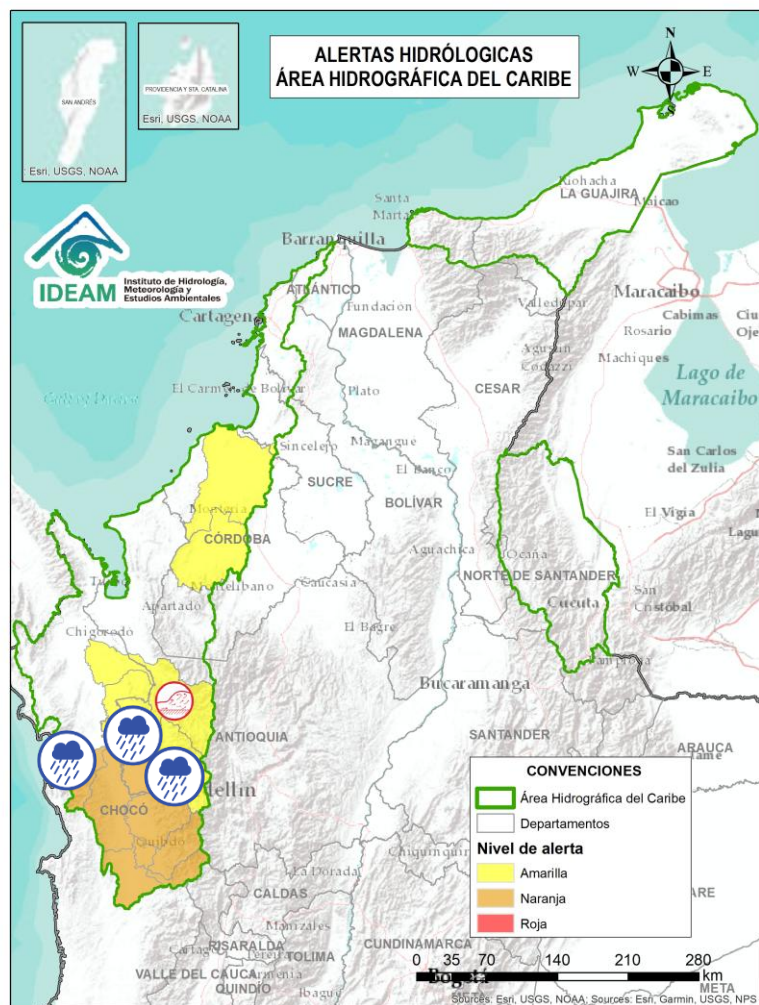 ALERTAS HIDRÓLOGICAS
ÁREA HIDROGRÁFICA DEL CARIBE
SAN ANDRÉS
Esri, USGS, NOAA
PROVIDENCIA Y STA. CATALINA
Esri, USGS, NOAA
N
W
E
S
IDEAM
Instituto de Hidrología,
Meteorología y
Estudios Ambientales
Riohacha
LA GUAJIRA
Maicao
Santa
Marta
Barranquilla
ATLÁNTICO
Fundación
Valledupar
Maracaibo
Cabimas
Rosario
Machiques
Cartagena
MAGDALENA
Agustín
Codazzi
CESAR
Lago de
Maracaibo
El Carmen de Bolívar
Plato
Sincelejo
Magangué
San Carlos
del Zulia
SUCRE
El Banco
BOLÍVAR
El Vigía
Montería
CÓRDOBA
Aguachica
Ocaña
NORTE DE SANTANDER
Montelíbano
Caucasia
Cúcuta
San
Cristóbal
Apartadó
El Bagre
Chigorodó
Pamplona
Bucaramanga
ANTIOQUIA
SANTANDER
ARAUCA
CHOCÓ
Quibdó
La Dorada
CALDAS
Manizales
RISARALDA
TOLIMA
CUNDINAMARCA
VALLE DEL CAUCA
Armenia
QUINDÍO
Ibagué
Bogotá
META
CONVENCIONES
Área Hidrográfica del Caribe
Departamentos
Nivel de alerta
Amarilla
Naranja
Roja
0 35 70 140 210 280
km
Sources: Esri, USGS, NOAA; Sources: Esri, Garmin, USGS, NPS